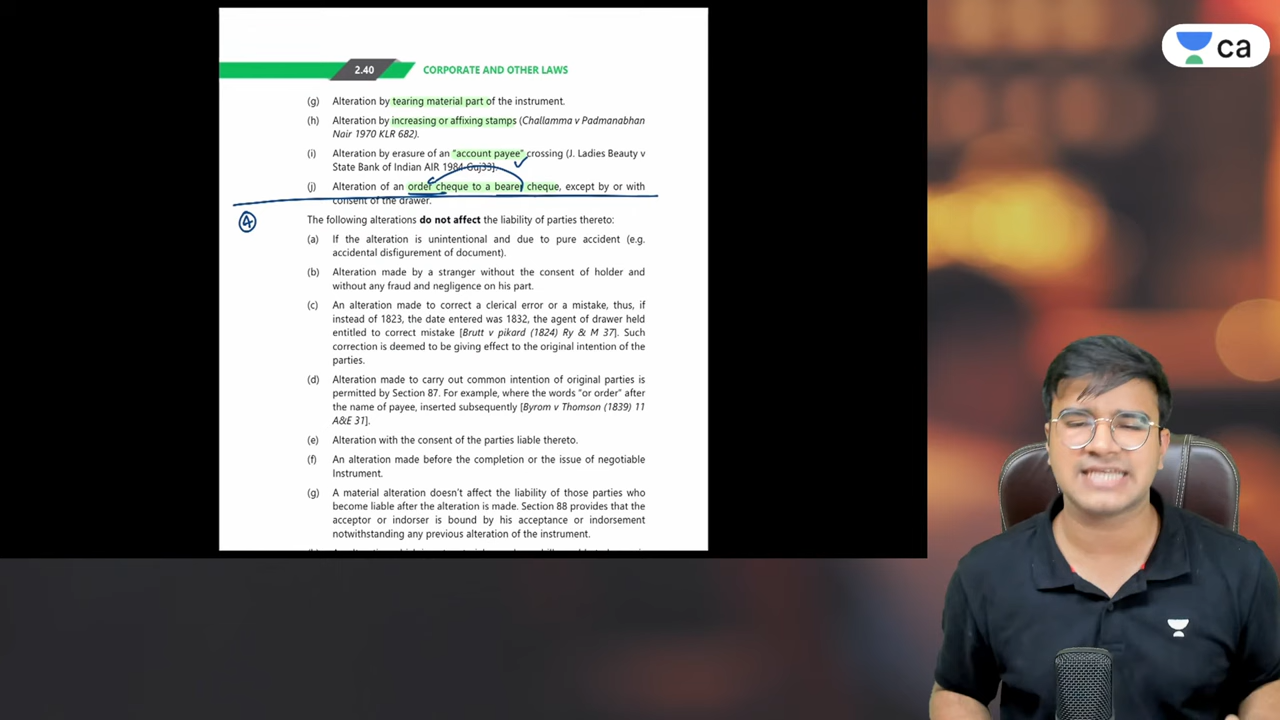 ca
2.40 CORPORATE AND OTHER LAWS
(g) Alteration by tearing material part of the instrument.
(h) Alteration by increasing or affixing stamps (Challamma v Padmanabhan
Nair 1970 KLR 682).
(i) Alteration by erasure of an “account payee” crossing (J. Ladies Beauty v
State Bank of Indian AIR 1984 Guj33].
(j) Alteration of an order cheque to a bearer cheque, except by or with
consent of the drawer.
4
The following alterations do not affect the liability of parties thereto:
(a) If the alteration is unintentional and due to pure accident (e.g.
accidental disfigurement of document).
(b) Alteration made by a stranger without the consent of holder and
without any fraud and negligence on his part.
(c) An alteration made to correct a clerical error or a mistake, thus, if
instead of 1823, the date entered was 1832, the agent of drawer held
entitled to correct mistake [Brutt v pikard (1824) Ry & M 37]. Such
correction is deemed to be giving effect to the original intention of the
parties.
(d) Alteration made to carry out common intention of original parties is
permitted by Section 87. For example, where the words “or order” after
the name of payee, inserted subsequently [Byrom v Thomson (1839) 11
A&E 31].
(e) Alteration with the consent of the parties liable thereto.
(f) An alteration made before the completion or the issue of negotiable
Instrument.
(g) A material alteration doesn’t affect the liability of those parties who
become liable after the alteration is made. Section 88 provides that the
acceptor or indorser is bound by his acceptance or indorsement
notwithstanding any previous alteration of the instrument.